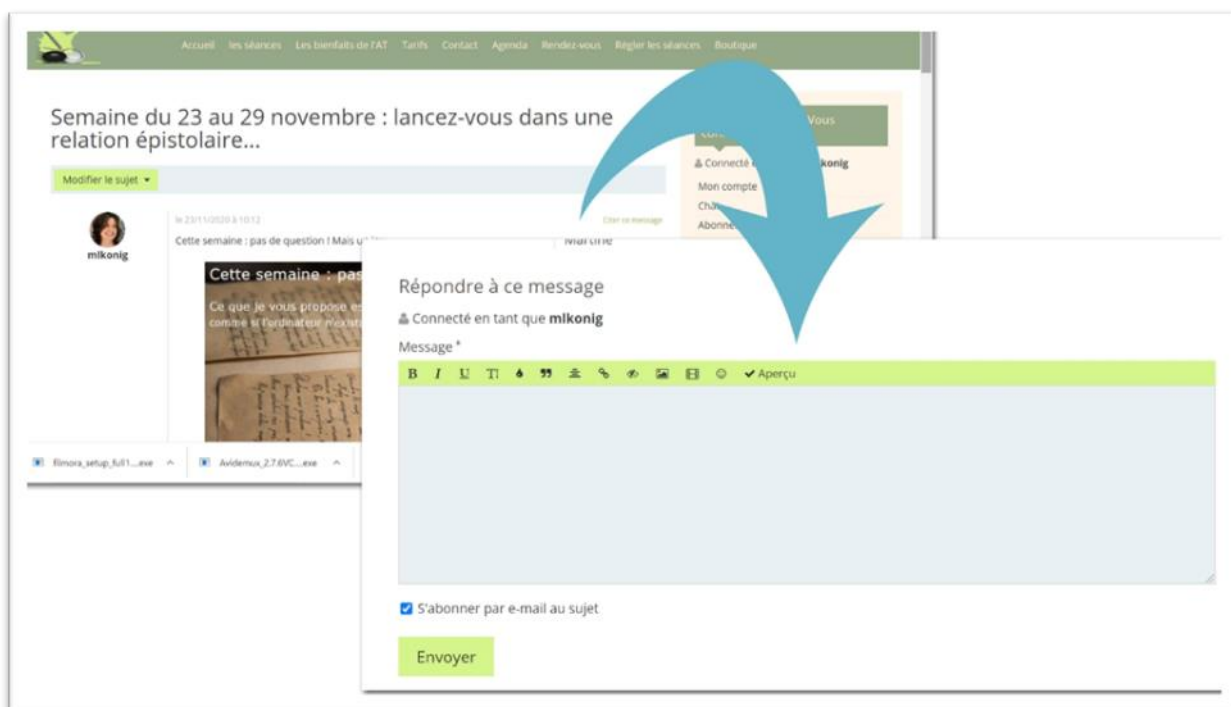 Accueil les séances Les bienfaits de l'AT Tarifs Contact Agenda Rendez-vous Régler les séances Boutique
Semaine du 23 au 29 novembre : lancez-vous dans une
relation épistolaire...
Vous
Connecté konig
Modifier le sujet
Mon compte
le 23/11/2020 à 10:12 Citer ce message
Abonne
mlkonig
Cette semaine : pas de question ! Mais
Martine
Cette semaine : pas
Ce que je vous propose es
comme si l'ordinateur n'exist
Répondre à ce message
Connecté en tant que mlkonig
Message *
B I U T Aperçu
filmora_setup_full1....exe Avidemux_2.7.6VC...exe
S'abonner par e-mail au sujet
Envoyer